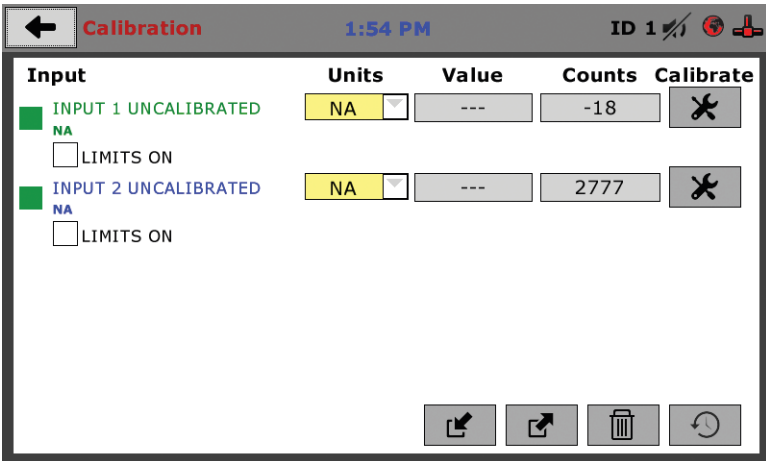 Calibration 1:54 PM ID 1
Input Units Value Counts Calibrate
INPUT 1 UNCALIBRATED NA --- -18
NA
LIMITS ON
INPUT 2 UNCALIBRATED NA --- 2777
NA
LIMITS ON